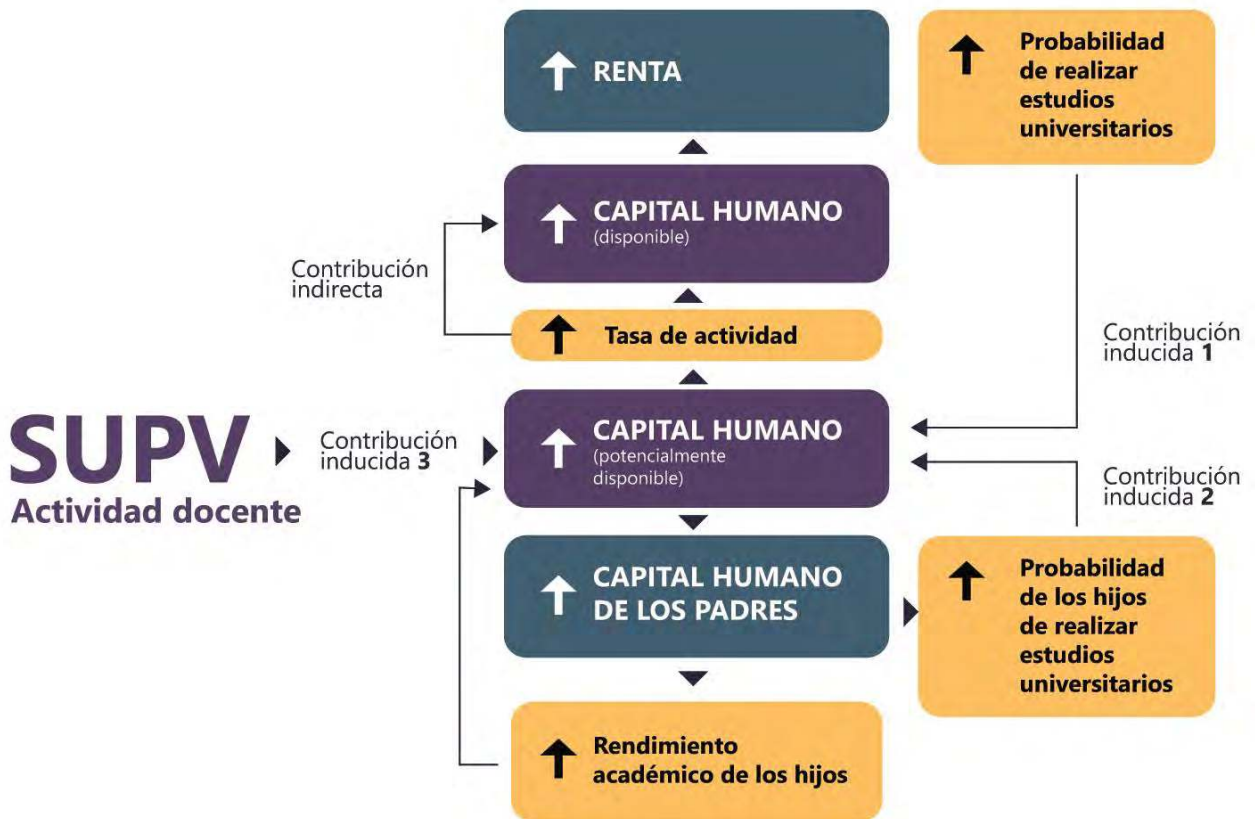 RENTA
Probabilidad
de realizar
estudios
universitarios
CAPITAL HUMANO
(disponible)
Contribución
indirecta
Tasa de actividad
Contribución
inducida 1
SUPV
Actividad docente
Contribución
inducida 3
CAPITAL HUMANO
(potencialmente
disponible)
Contribución
inducida 2
CAPITAL HUMANO
DE LOS PADRES
Probabilidad
de los hijos
de realizar
estudios
universitarios
Rendimiento
académico de los hijos